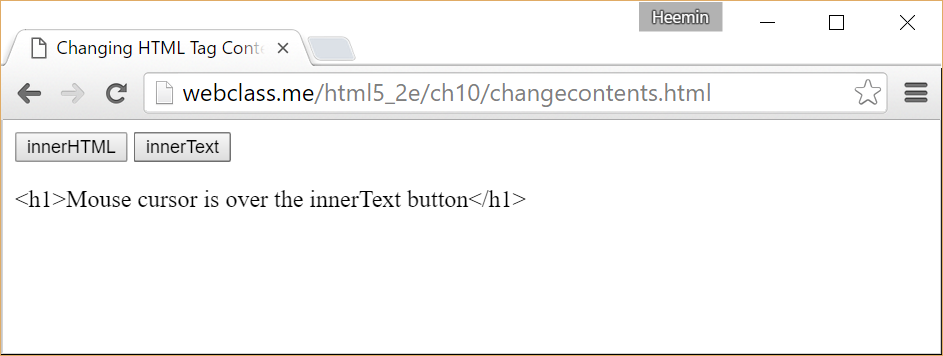 Heemin
Changing HTML Tag Conte
webclass.me/html5_2e/ch10/changecontents.html
innerHTML innerText
<h1>Mouse cursor is over the innerText button</h1>